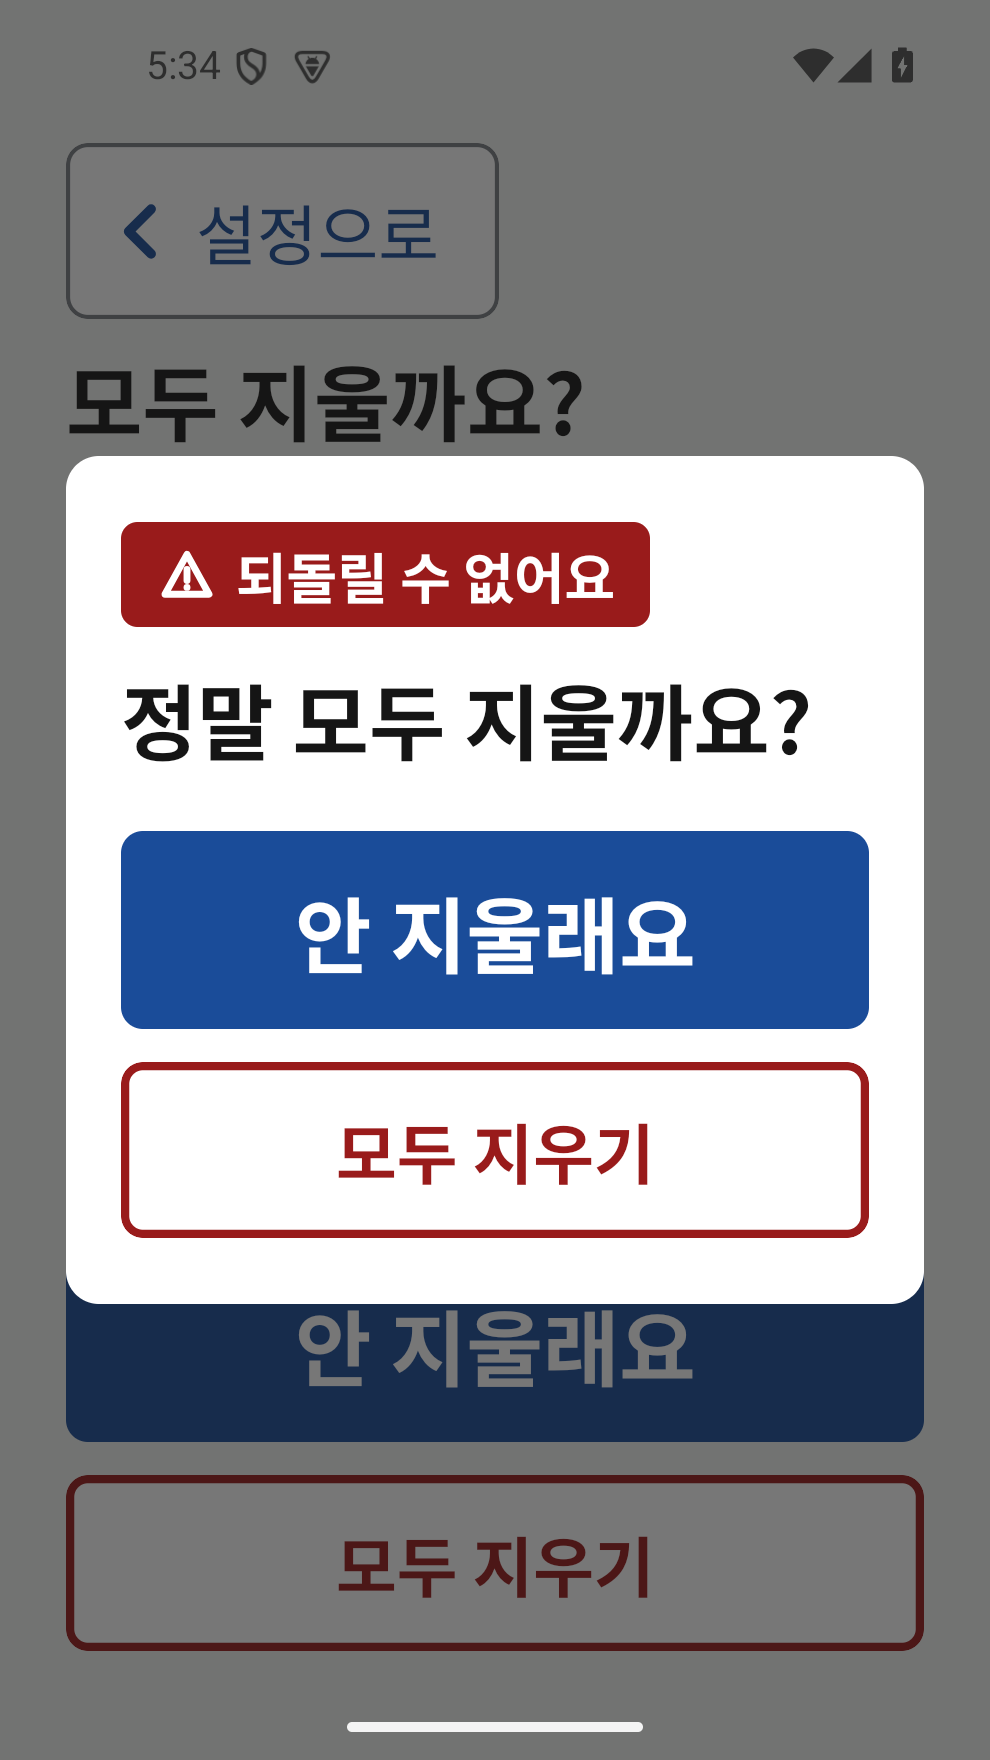 5:34
설정으로
모두 지울까요?
되돌릴 수 없어요
정말 모두 지울까요?
안 지울래요
모두 지우기
안 지울래요
모두 지우기